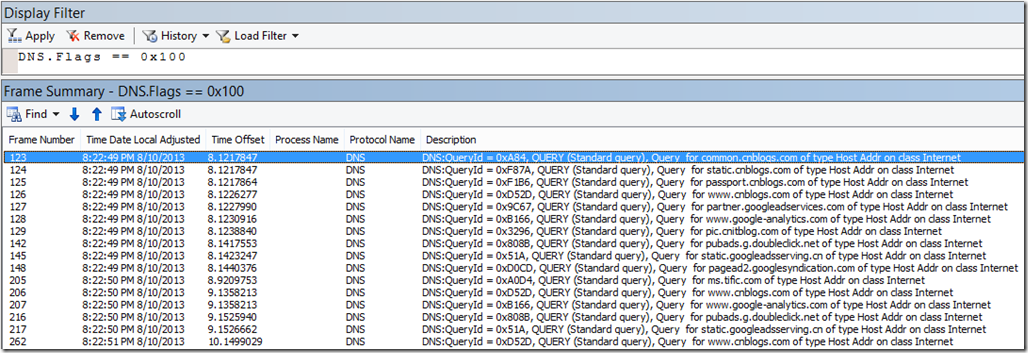 Display Filter
Apply Remove History Load Filter
DNS.Flags == 0x100
Frame Summary - DNS.Flags == 0x100
Find Autoscroll
Frame Number Time Date Local Adjusted Time Offset Process Name Protocol Name Description
123 8:22:49 PM 8/10/2013 8.1217847 DNS DNS:QueryId = 0xA84, QUERY (Standard query), Query for common.cnblogs.com of type Host Addr on class Internet
124 8:22:49 PM 8/10/2013 8.1217847 DNS DNS:QueryId = 0xF87A, QUERY (Standard query), Query for static.cnblogs.com of type Host Addr on class Internet
125 8:22:49 PM 8/10/2013 8.1217864 DNS DNS:QueryId = 0xF1B6, QUERY (Standard query), Query for passport.cnblogs.com of type Host Addr on class Internet
126 8:22:49 PM 8/10/2013 8.1226277 DNS DNS:QueryId = 0xD52D, QUERY (Standard query), Query for www.cnblogs.com of type Host Addr on class Internet
127 8:22:49 PM 8/10/2013 8.1227990 DNS DNS:QueryId = 0x9C67, QUERY (Standard query), Query for partner.googleadservices.com of type Host Addr on class Internet
128 8:22:49 PM 8/10/2013 8.1230916 DNS DNS:QueryId = 0xB166, QUERY (Standard query), Query for www.google-analytics.com of type Host Addr on class Internet
129 8:22:49 PM 8/10/2013 8.1238840 DNS DNS:QueryId = 0x3296, QUERY (Standard query), Query for pic.cnitblog.com of type Host Addr on class Internet
142 8:22:49 PM 8/10/2013 8.1417553 DNS DNS:QueryId = 0x808B, QUERY (Standard query), Query for pubads.g.doubleclick.net of type Host Addr on class Internet
145 8:22:49 PM 8/10/2013 8.1423247 DNS DNS:QueryId = 0x51A, QUERY (Standard query), Query for static.googleadsserving.cn of type Host Addr on class Internet
148 8:22:49 PM 8/10/2013 8.1440376 DNS DNS:QueryId = 0xD0CD, QUERY (Standard query), Query for pagead2.googlesyndication.com of type Host Addr on class Internet
205 8:22:50 PM 8/10/2013 8.9209753 DNS DNS:QueryId = 0xA0D4, QUERY (Standard query), Query for ms.tific.com of type Host Addr on class Internet
206 8:22:50 PM 8/10/2013 9.1358213 DNS DNS:QueryId = 0xD52D, QUERY (Standard query), Query for www.cnblogs.com of type Host Addr on class Internet
207 8:22:50 PM 8/10/2013 9.1358213 DNS DNS:QueryId = 0xB166, QUERY (Standard query), Query for www.google-analytics.com of type Host Addr on class Internet
216 8:22:50 PM 8/10/2013 9.1525940 DNS DNS:QueryId = 0x808B, QUERY (Standard query), Query for pubads.g.doubleclick.net of type Host Addr on class Internet
217 8:22:50 PM 8/10/2013 9.1526662 DNS DNS:QueryId = 0x51A, QUERY (Standard query), Query for static.googleadsserving.cn of type Host Addr on class Internet
262 8:22:51 PM 8/10/2013 10.1499029 DNS DNS:QueryId = 0xD52D, QUERY (Standard query), Query for www.cnblogs.com of type Host Addr on class Internet